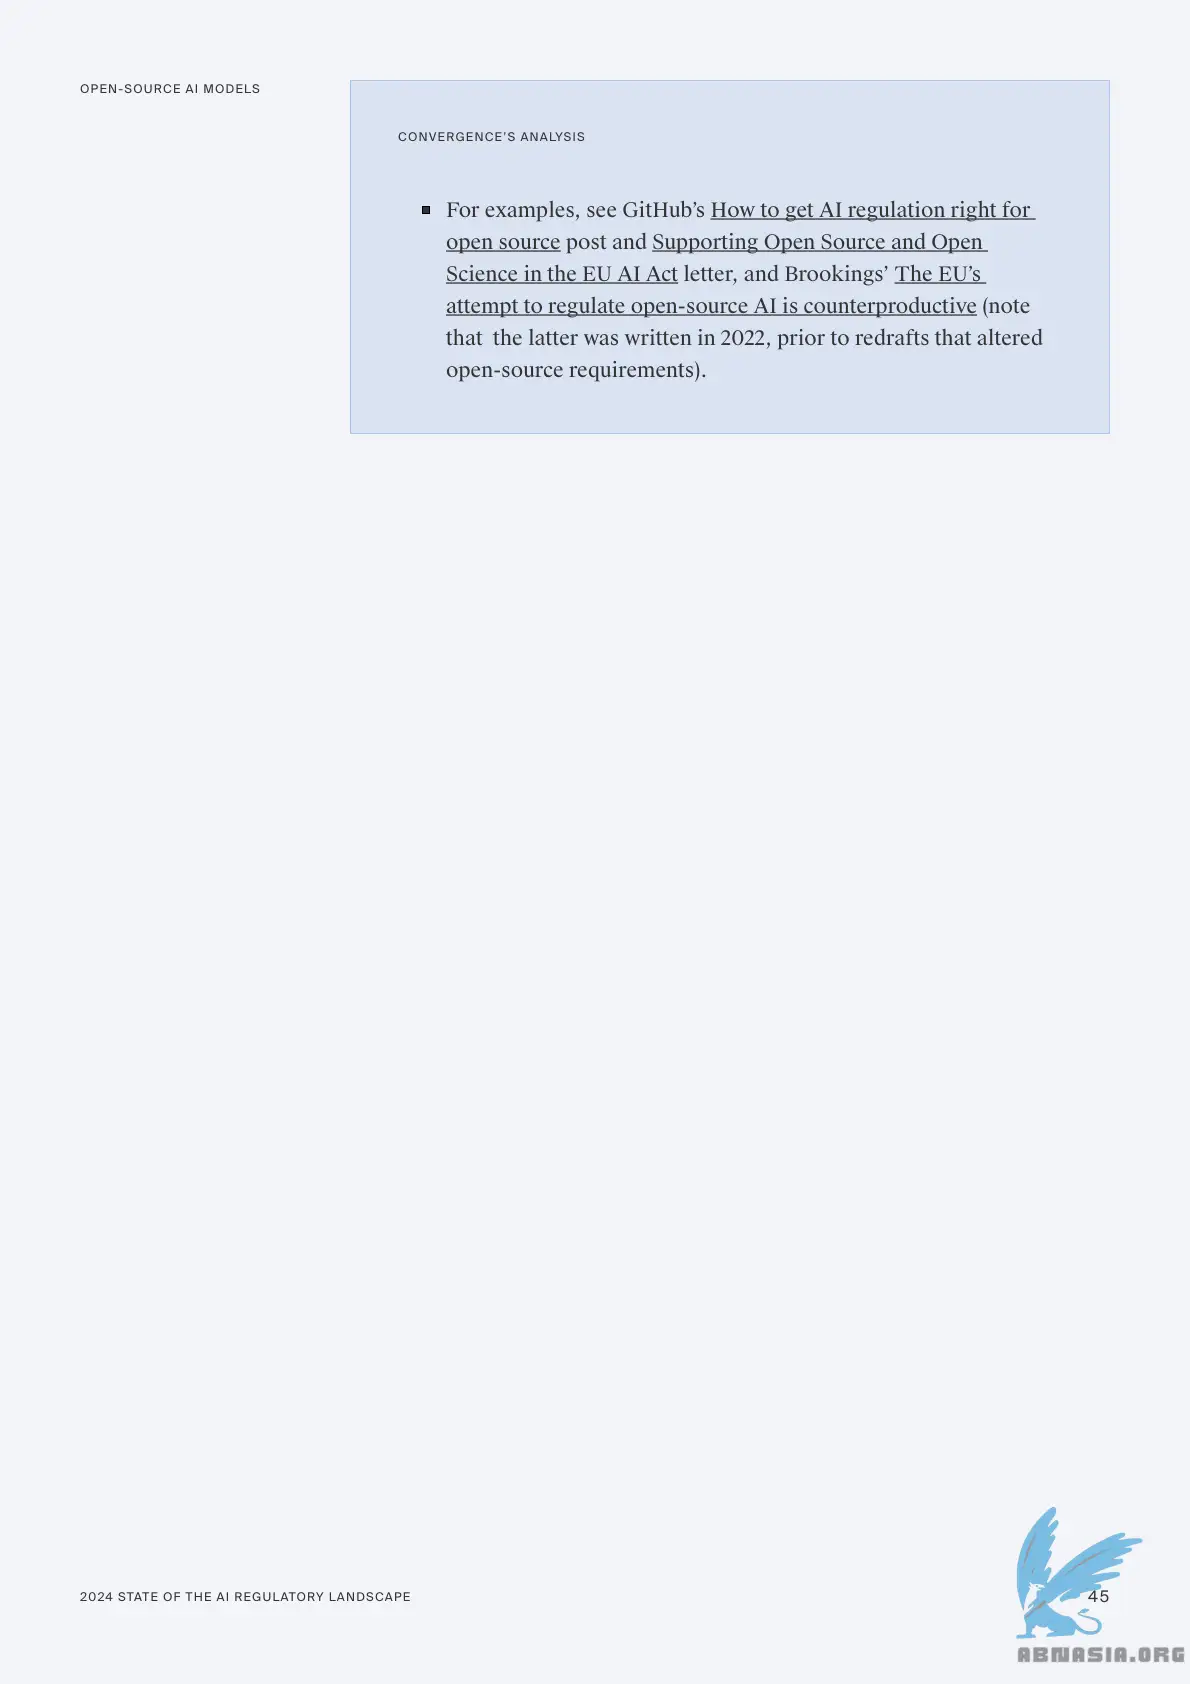 OPEN-SOURCE AI MODELS
CONVERGENCE'S ANALYSIS
▪ For examples, see GitHub’s How to get AI regulation right for
open source post and Supporting Open Source and Open
Science in the EU AI Act letter, and Brookings’ The EU’s
attempt to regulate open-source AI is counterproductive (note
that  the latter was written in 2022, prior to redrafts that altered
open-source requirements).
2024 STATE OF THE AI REGULATORY LANDSCAPE
45
ABNASIA.ORG